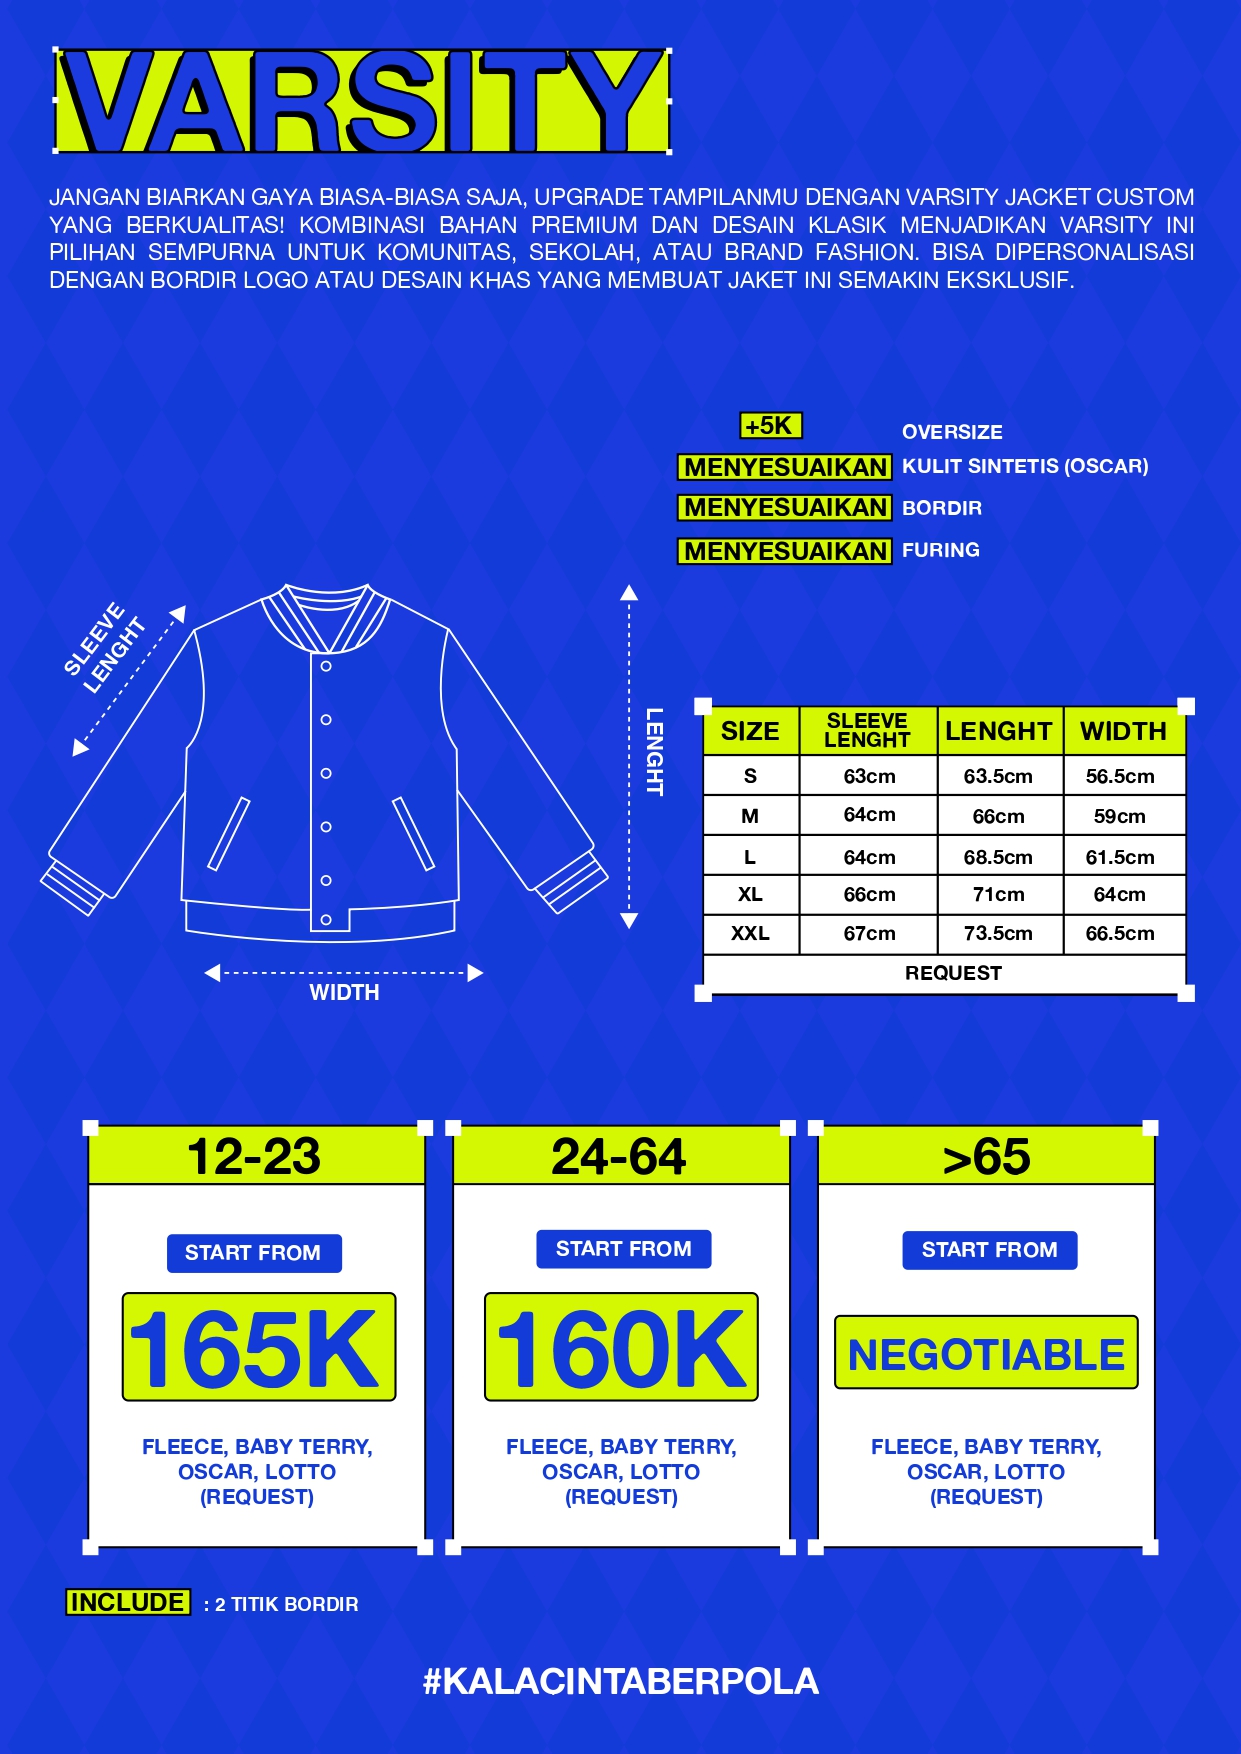 VARSITY
JANGAN BIARKAN GAYA BIASA-BIASA SAJA, UPGRADE TAMPILANMU DENGAN VARSITY JACKET CUSTOM
YANG BERKUALITAS! KOMBINASI BAHAN PREMIUM DAN DESAIN KLASIK MENJADIKAN VARSITY INI
PILIHAN SEMPURNA UNTUK KOMUNITAS, SEKOLAH, ATAU BRAND FASHION. BISA DIPERSONALISASI
DENGAN BORDIR LOGO ATAU DESAIN KHAS YANG MEMBUAT JAKET INI SEMAKIN EKSKLUSIF.
+5K OVERSIZE
MENYESUAIKAN KULIT SINTETIS (OSCAR)
MENYESUAIKAN BORDIR
MENYESUAIKAN FURING
SLEEVE
LENGHT
LENGHT
WIDTH
SIZE SLEEVE LENGHT LENGHT WIDTH
S 63cm 63.5cm 56.5cm
M 64cm 66cm 59cm
L 64cm 68.5cm 61.5cm
XL 66cm 71cm 64cm
XXL 67cm 73.5cm 66.5cm
REQUEST
12-23
START FROM
165K
FLEECE, BABY TERRY,
OSCAR, LOTTO
(REQUEST)
24-64
START FROM
160K
FLEECE, BABY TERRY,
OSCAR, LOTTO
(REQUEST)
>65
START FROM
NEGOTIABLE
FLEECE, BABY TERRY,
OSCAR, LOTTO
(REQUEST)
INCLUDE : 2 TITIK BORDIR
#KALACINTABERPOLA